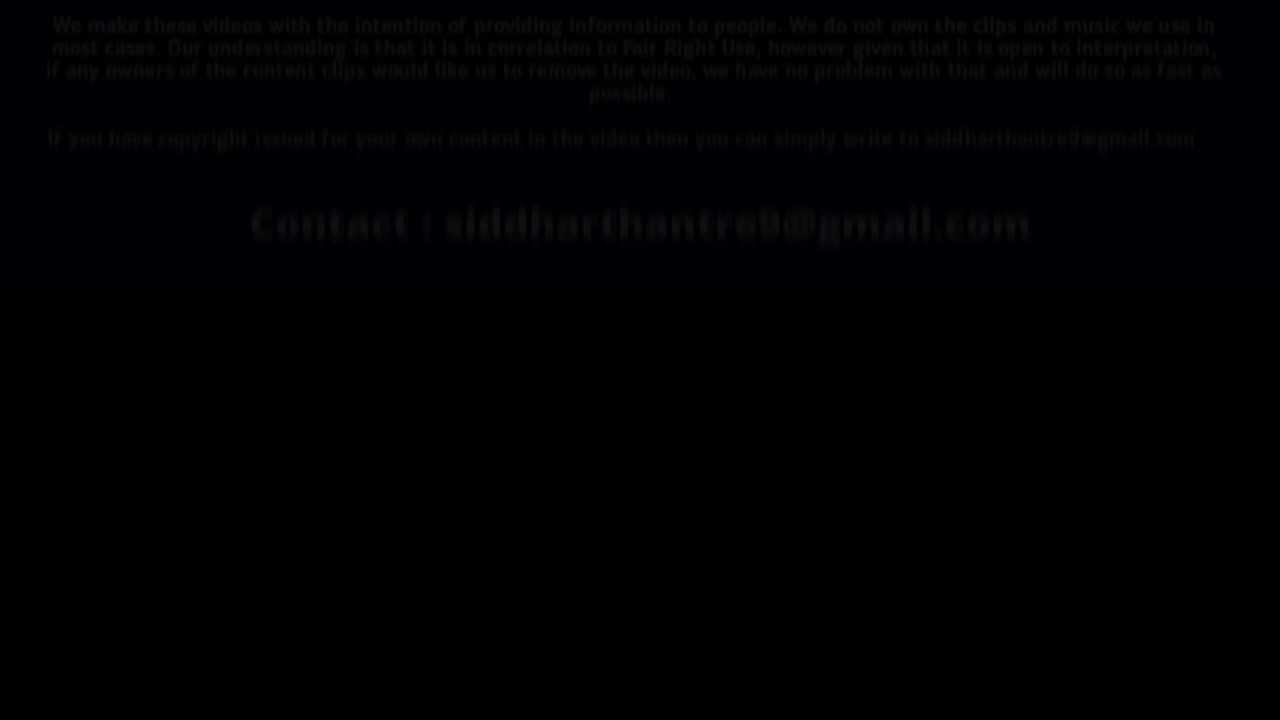 We make these videos with the intention of providing information to people. We do not own the clips and music we use in
most cases. Our understanding is that it is in correlation to Fair Right Use, however given that it is open to interpretation,
if any owners of the content clips would like us to remove the video, we have no problem with that and will do so as fast as
possible.
If you have copyright issued for your own content in the video then you can simply write to siddharthantre9@gmail.com
Contact : siddharthantre9@gmail.com